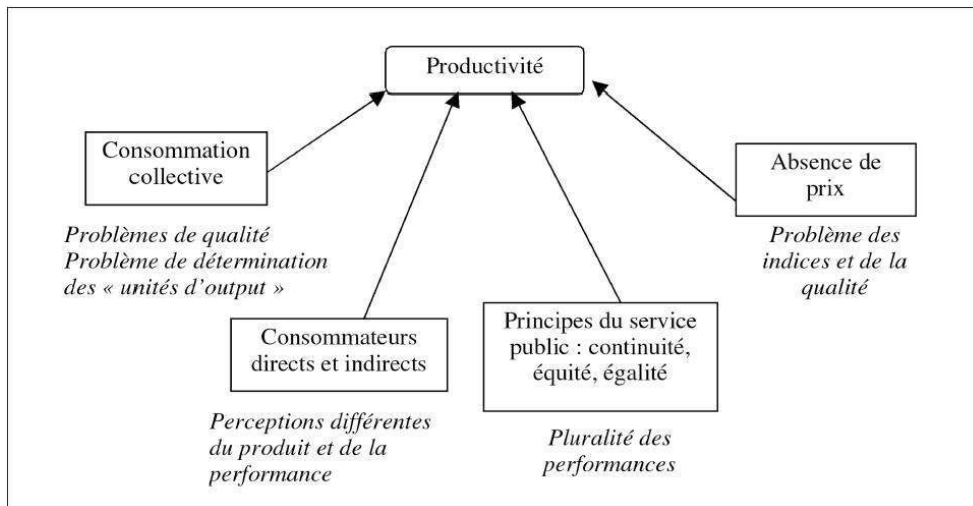 Productivité
Consommation
collective
Absence de
prix
Problèmes de qualité
Problème de détermination
des « unités d’output »
Problème des
indices et de la
qualité
Consommateurs
directs et indirects
Principes du service
public : continuité,
équité, égalité
Perceptions différentes
du produit et de la
performance
Pluralité des
performances